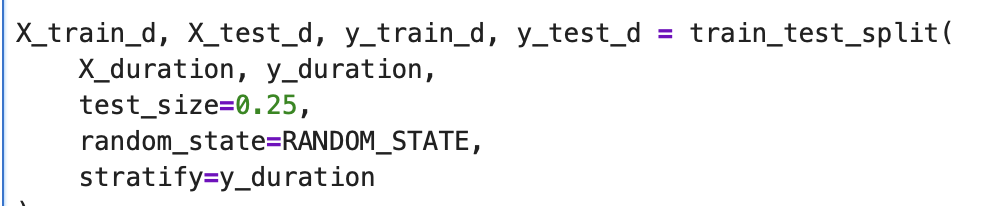 X_train_d, X_test_d, y_train_d, y_test_d = train_test_split(
    X_duration, y_duration,
    test_size=0.25,
    random_state=RANDOM_STATE,
    stratify=y_duration
)